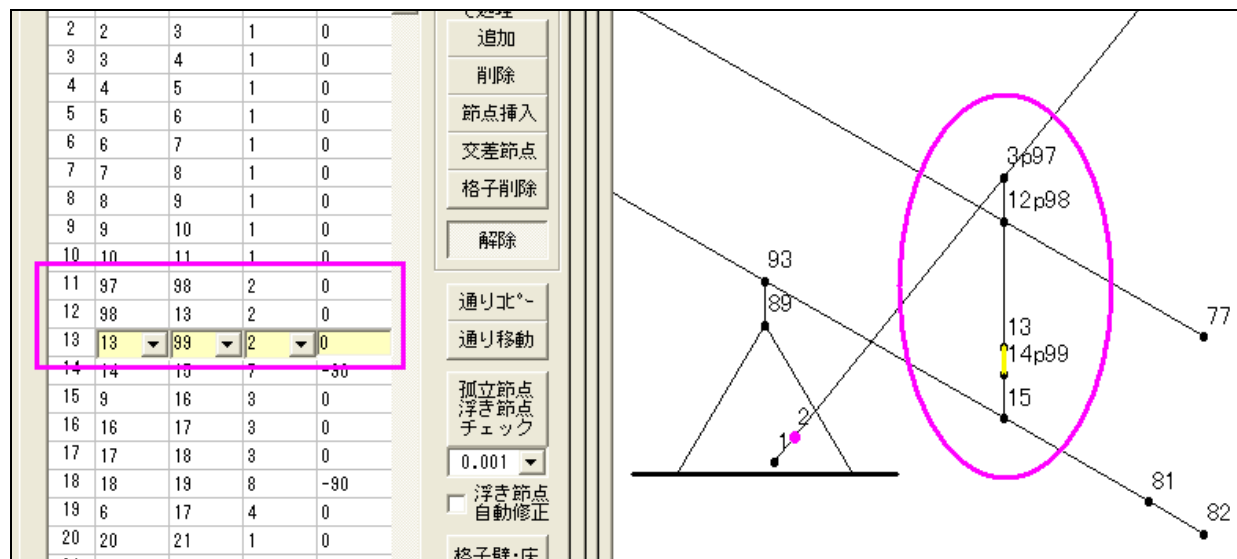 2 2 3 1 0
3 3 4 1 0
4 4 5 1 0
5 5 6 1 0
6 6 7 1 0
7 7 8 1 0
8 8 9 1 0
9 9 10 1 0
10 10 11 1 0
11 97 98 2 0
12 98 13 2 0
13 13 99 2 0
14 14 15 7 -90
15 9 16 3 0
16 16 17 3 0
17 17 18 3 0
18 18 19 8 -90
19 6 17 4 0
20 20 21 1 0
で処理
追加
削除
節点挿入
交差節点
格子削除
解除
通りｺﾋﾟｰ
通り移動
孤立節点
浮き節点
チェック
0.001
浮き節点
自動修正
格子壁・床
3p97
12p98
93
89
77
13
14p99
15
2
1
81
82